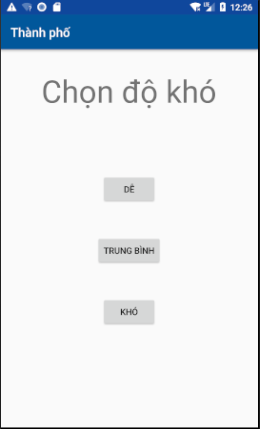 12:26
Thành phố
Chọn độ khó
DỄ
TRUNG BÌNH
KHÓ